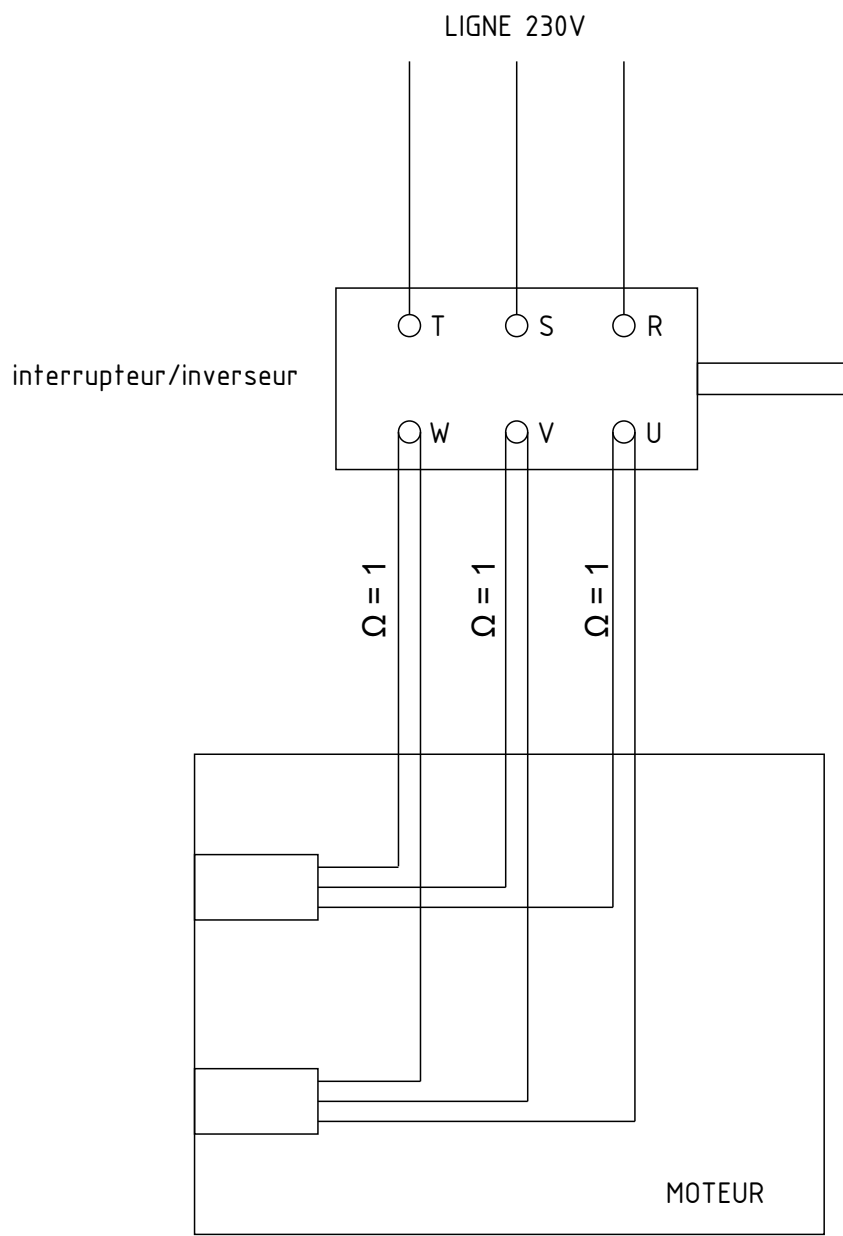 LIGNE 230V
T S R
interrupteur/inverseur
W V U
Ω = 1 Ω = 1 Ω = 1
MOTEUR